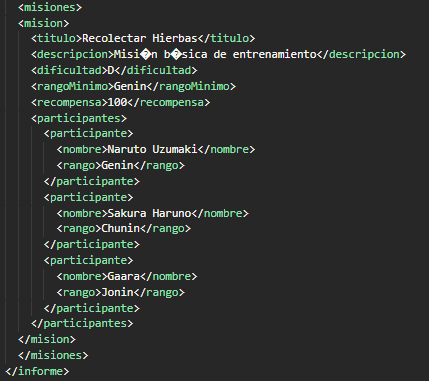 <misiones>
<mision>
<titulo>Recolectar Hierbas</titulo>
<descripcion>Misi�n b�sica de entrenamiento</descripcion>
<dificultad>D</dificultad>
<rangoMinimo>Genin</rangoMinimo>
<recompensa>100</recompensa>
<participantes>
<participante>
<nombre>Naruto Uzumaki</nombre>
<rango>Genin</rango>
</participante>
<participante>
<nombre>Sakura Haruno</nombre>
<rango>Chunin</rango>
</participante>
<participante>
<nombre>Gaara</nombre>
<rango>Jonin</rango>
</participante>
</participantes>
</mision>
</misiones>
</informe>